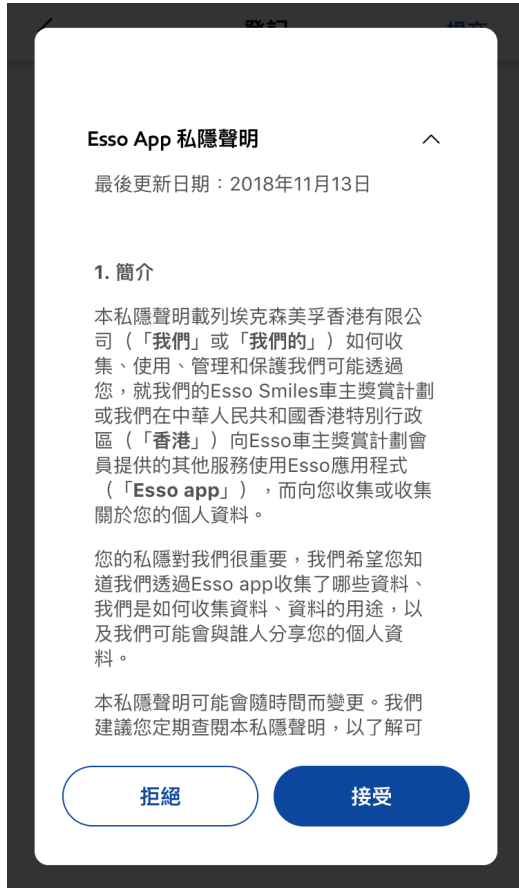 登記
提交
Esso App 私隱聲明
最後更新日期：2018年11月13日
1. 簡介
本私隱聲明載列埃克森美孚香港有限公
司（「我們」或「我們的」）如何收
集、使用、管理和保護我們可能透過
您，就我們的Esso Smiles車主獎賞計劃
或我們在中華人民共和國香港特別行政
區（「香港」）向Esso車主獎賞計劃會
員提供的其他服務使用Esso應用程式
（「Esso app」），而向您收集或收集
關於您的個人資料。
您的私隱對我們很重要，我們希望您知
道我們透過Esso app收集了哪些資料、
我們是如何收集資料、資料的用途，以
及我們可能會與誰人分享您的個人資
料。
本私隱聲明可能會隨時間而變更。我們
建議您定期查閱本私隱聲明，以了解可
拒絕
接受